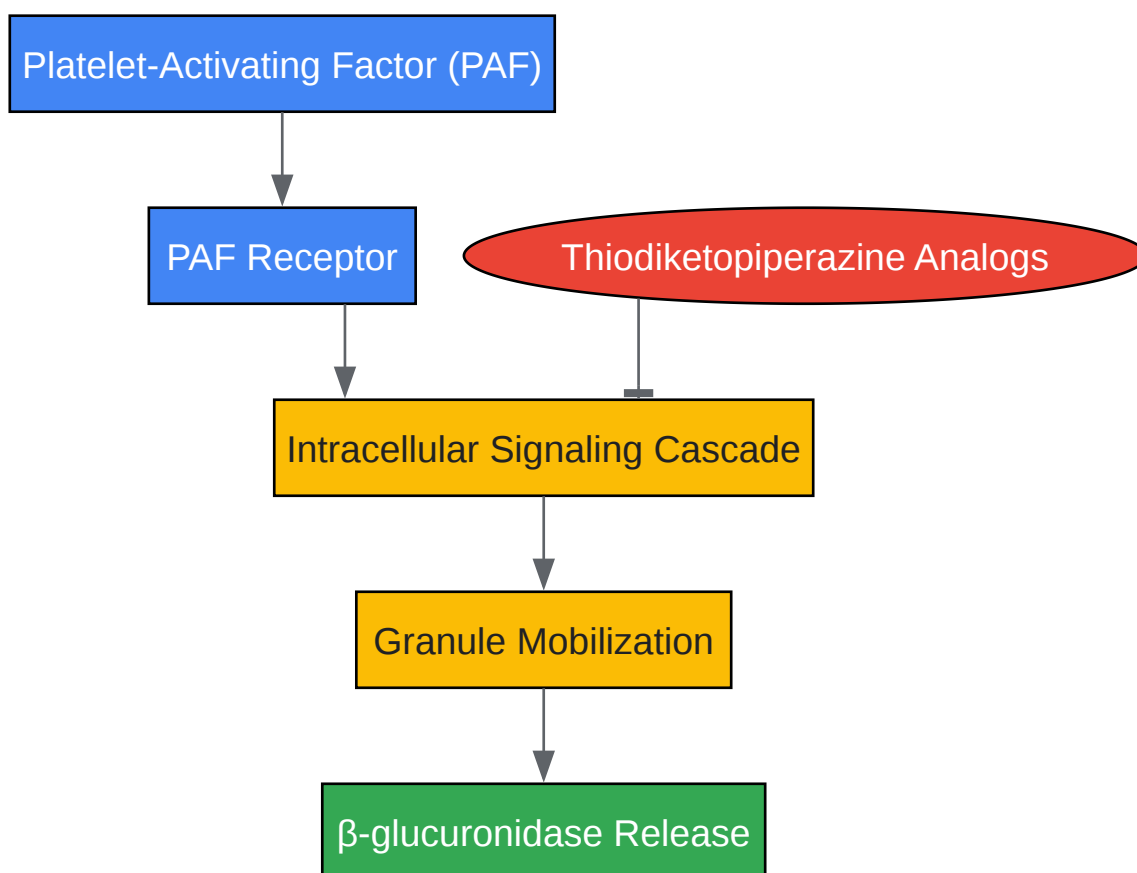 Platelet-Activating Factor (PAF)
PAF Receptor
Thiodiketopiperazine Analogs
Intracellular Signaling Cascade
Granule Mobilization
β-glucuronidase Release